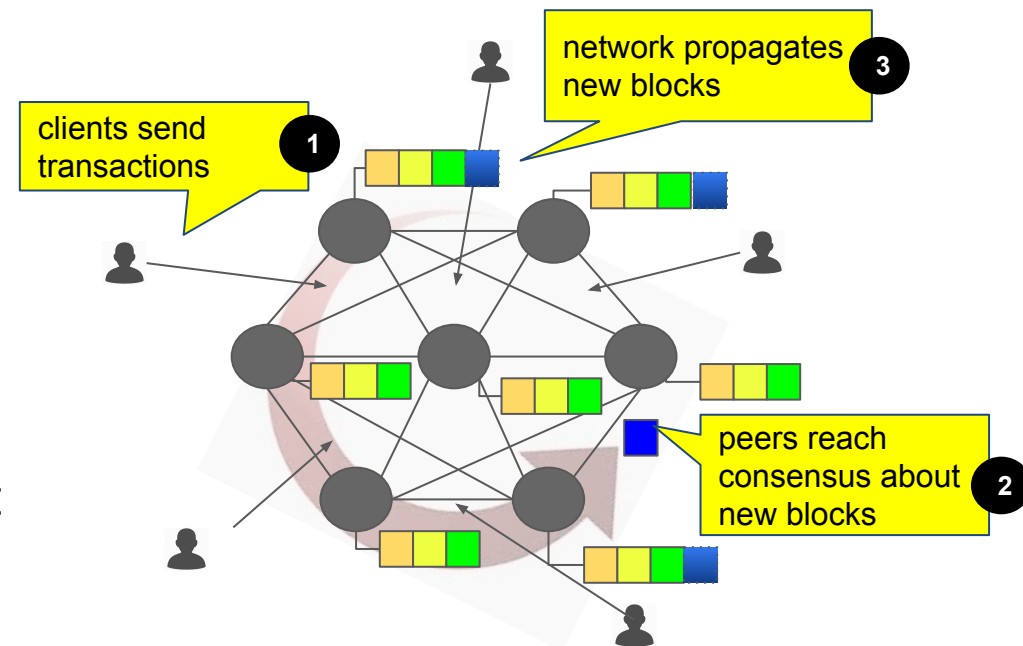 network propagates
new blocks
3
clients send
transactions
1
peers reach
consensus about
new blocks
2